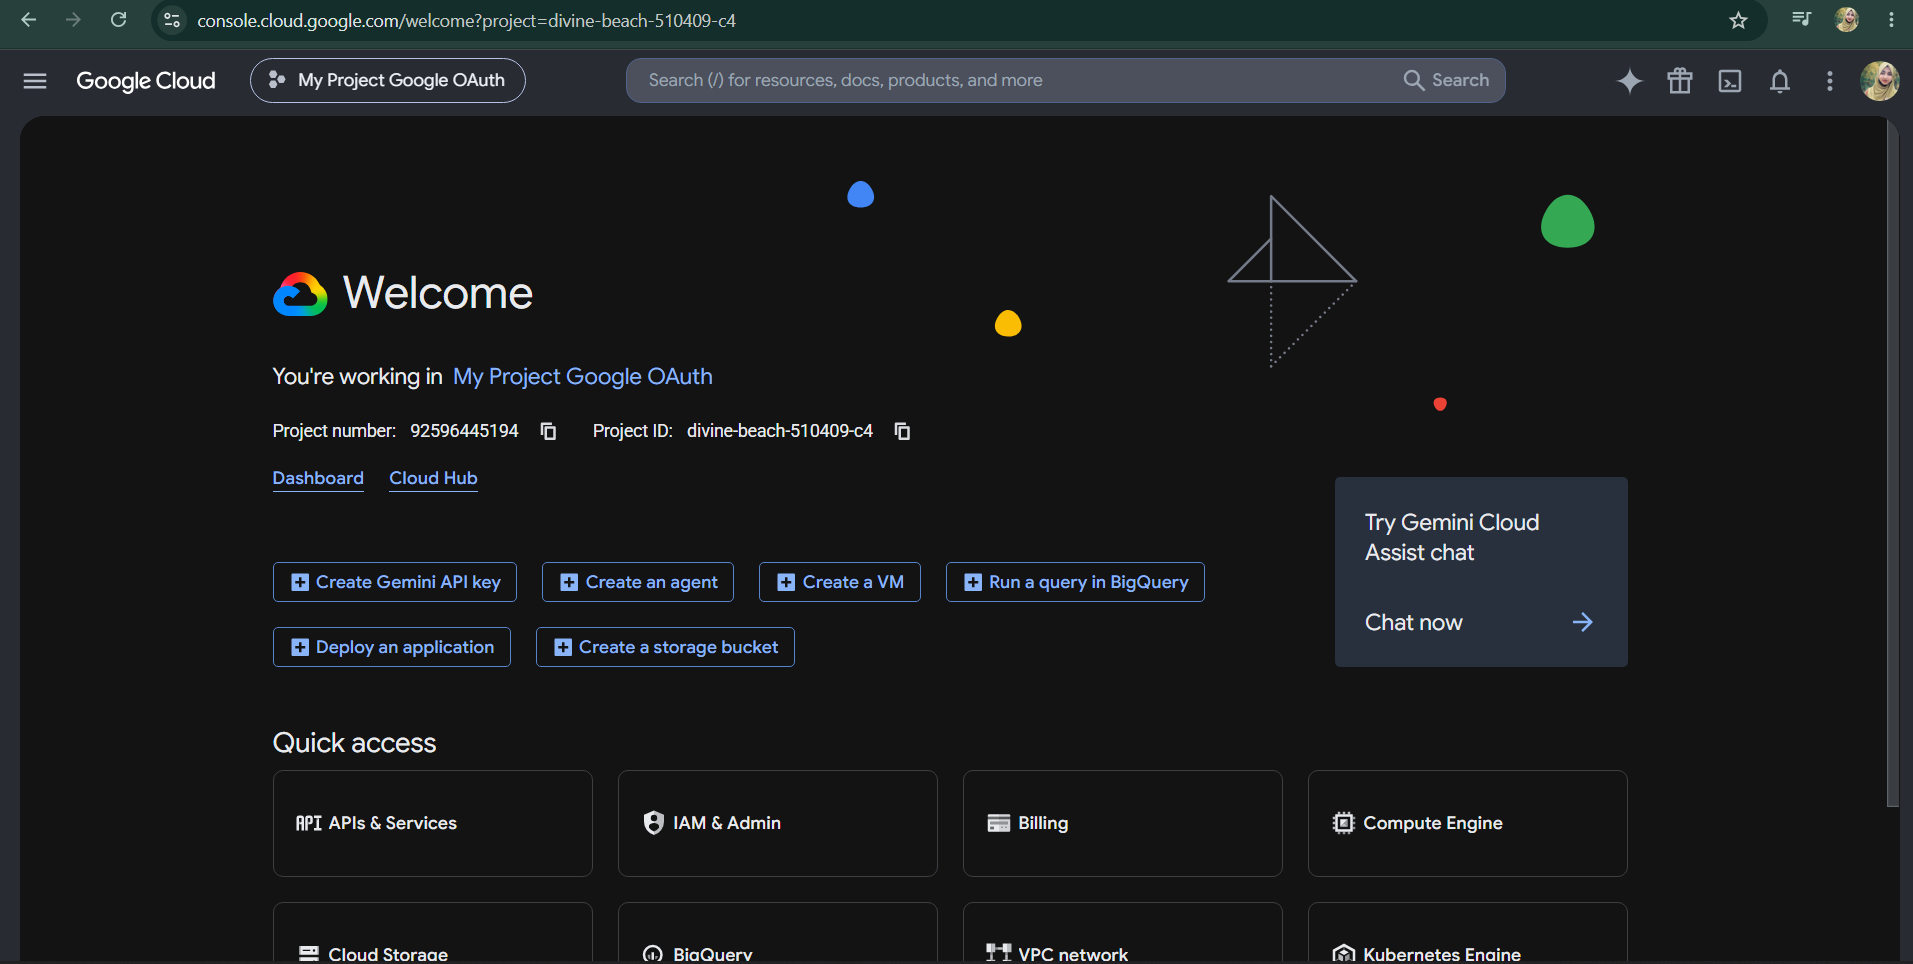 console.cloud.google.com/welcome?project=divine-beach-510409-c4
Google Cloud
My Project Google OAuth
Search (/) for resources, docs, products, and more
Search
Welcome
You're working in My Project Google OAuth
Project number: 92596445194 Project ID: divine-beach-510409-c4
Dashboard Cloud Hub
Try Gemini Cloud
Assist chat
Chat now
Create Gemini API key
Create an agent
Create a VM
Run a query in BigQuery
Deploy an application
Create a storage bucket
Quick access
API APIs & Services
IAM & Admin
Billing
Compute Engine
Cloud Storage
BigQuery
VPC network
Kubernetes Engine